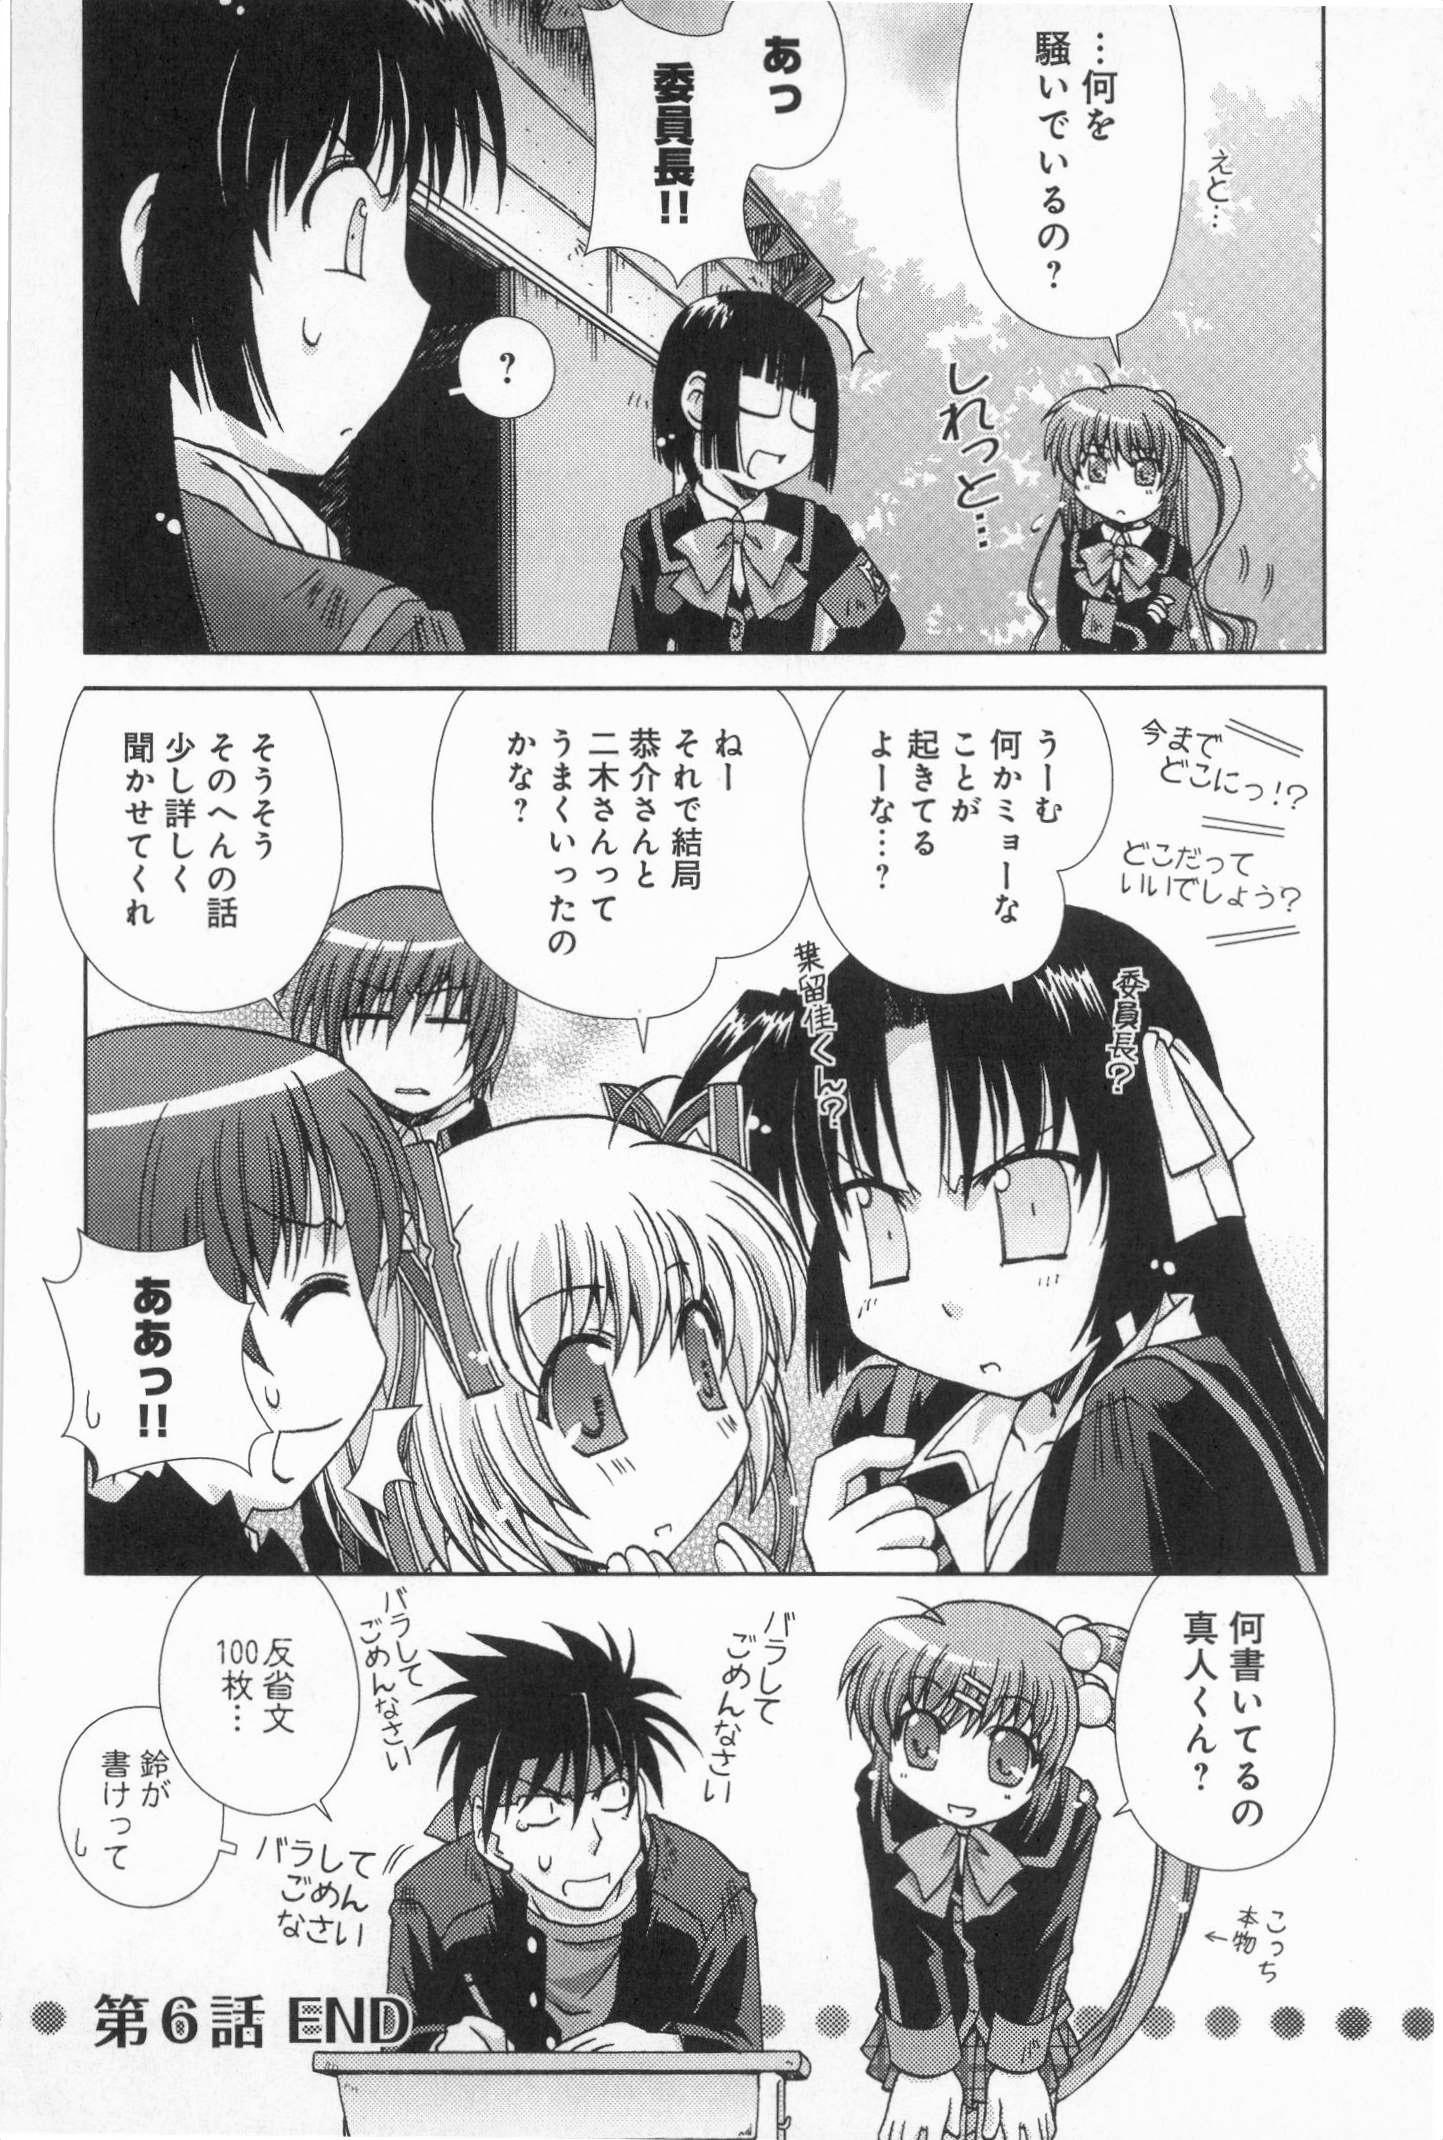 えと…
…何を
騒いでいるの?
あっ
委員長!!
しれっと…
?
今まで
どこにっ!?
どこだって
いいでしょう?
うーむ
何かミョーな
ことが
起きてる
よーな…?
委員長?
葉留佳くん?
ねー
それで結局
恭介さんと
二木さんって
うまくいったの
かな?
そうそう
そのへんの話
少し詳しく
聞かせてくれ
ああっ!!
何書いてるの
真人くん?
こっち
本物
←
バラして
ごめんなさい
バラして
ごめんなさい
反省文
100枚…
鈴が
書けって
バラして
ごめん
なさい
第6話 END